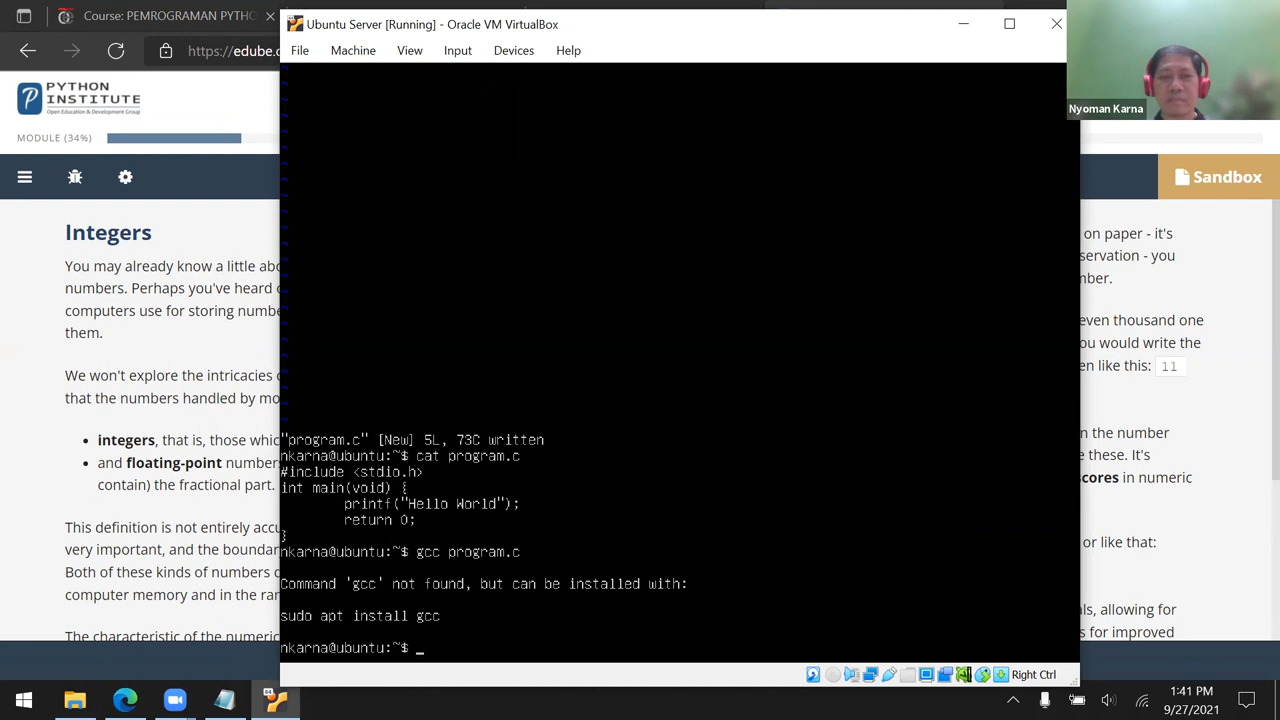 Course: PEMROGRAMAN PYTH
Ubuntu Server [Running] - Oracle VM VirtualBox
https://edube.c
File Machine View Input Devices Help
PYTHON
INSTITUTE
Open Education & Development Group
Nyoman Karna
MODULE (34%)
Sandbox
Integers
You may already know a little abo
numbers. Perhaps you've heard o
computers use for storing numbe
them.
We won't explore the intricacies o
that the numbers handled by mo
integers, that is, those whic
and floating-point number
contain) the fractional part.
This definition is not entirely accu
very important, and the boundar
Both of these kinds of numbers d
computer memory and in the ran
The characteristic of the numeric
"program.c" [New] 5L, 73C written
nkarna@ubuntu:~$ cat program.c
#include <stdio.h>
int main(void) {
printf("Hello World");
return 0;
}
nkarna@ubuntu:~$ gcc program.c
Command 'gcc' not found, but can be installed with:
sudo apt install gcc
nkarna@ubuntu:~$ _
on paper - it's
servation - you
mber.
even thousand one
ou would write the
en like this: 11
n the number
e these. It's
scores in numeric
or like that:
als, allowing for
s for improved
Right Ctrl
1:41 PM
9/27/2021